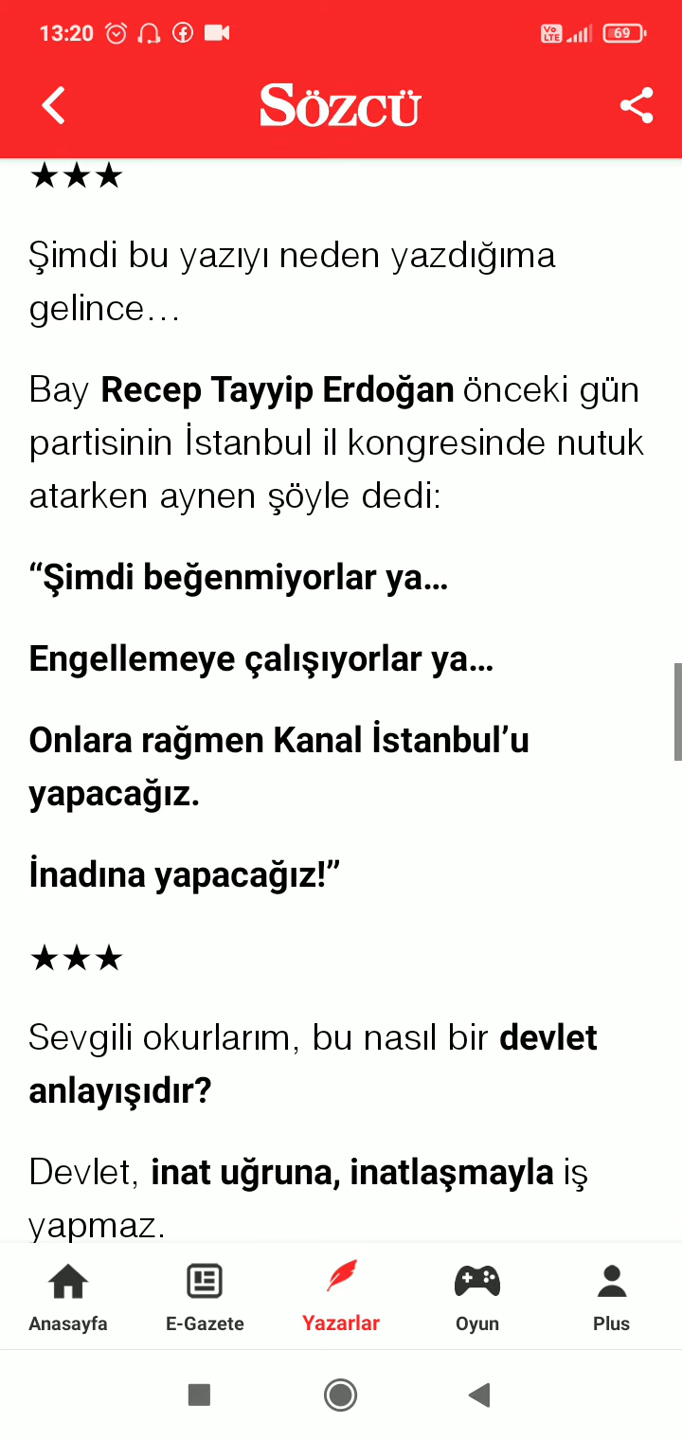 13:20
VoLTE
69
SÖZCÜ
★★★
Şimdi bu yazıyı neden yazdığıma
gelince...
Bay Recep Tayyip Erdoğan önceki gün
partisinin İstanbul il kongresinde nutuk
atarken aynen şöyle dedi:
“Şimdi beğenmiyorlar ya...
Engellemeye çalışıyorlar ya...
Onlara rağmen Kanal İstanbul’u
yapacağız.
İnadına yapacağız!”
★★★
Sevgili okurlarım, bu nasıl bir devlet
anlayışıdır?
Devlet, inat uğruna, inatlaşmayla iş
yapmaz.
Anasayfa
E-Gazete
Yazarlar
Oyun
Plus